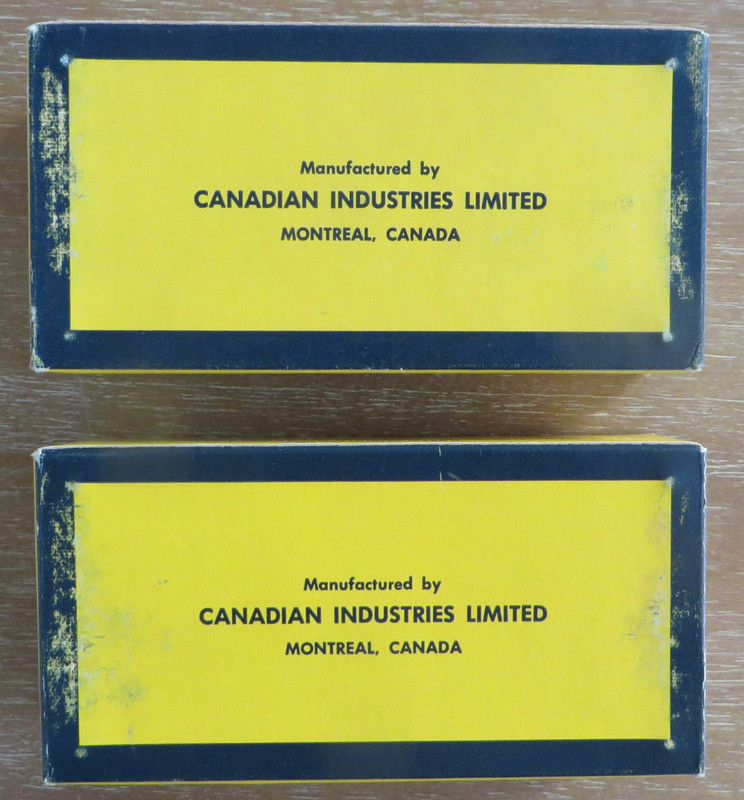 Manufactured by
CANADIAN INDUSTRIES LIMITED
MONTREAL, CANADA
Manufactured by
CANADIAN INDUSTRIES LIMITED
MONTREAL, CANADA